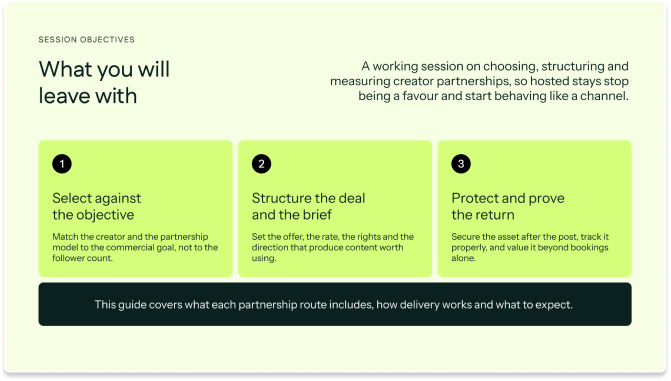 SESSION OBJECTIVES
What you will
leave with
A working session on choosing, structuring and
measuring creator partnerships, so hosted stays stop
being a favour and start behaving like a channel.
1
Select against
the objective
Match the creator and the partnership
model to the commercial goal, not to the
follower count.
2
Structure the deal
and the brief
Set the offer, the rate, the rights and the
direction that produce content worth
using.
3
Protect and prove
the return
Secure the asset after the post, track it
properly, and value it beyond bookings
alone.
This guide covers what each partnership route includes, how delivery works and what to expect.